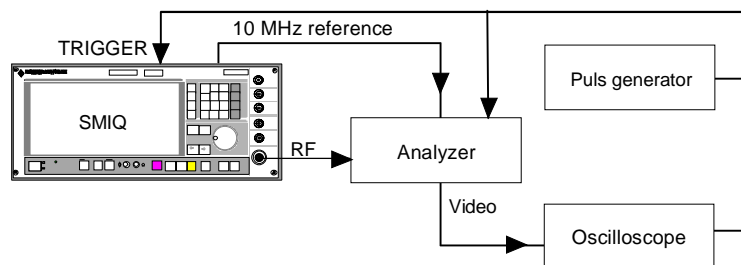 10 MHz reference
TRIGGER
Puls generator
SMIQ
RF
Analyzer
Video
Oscilloscope